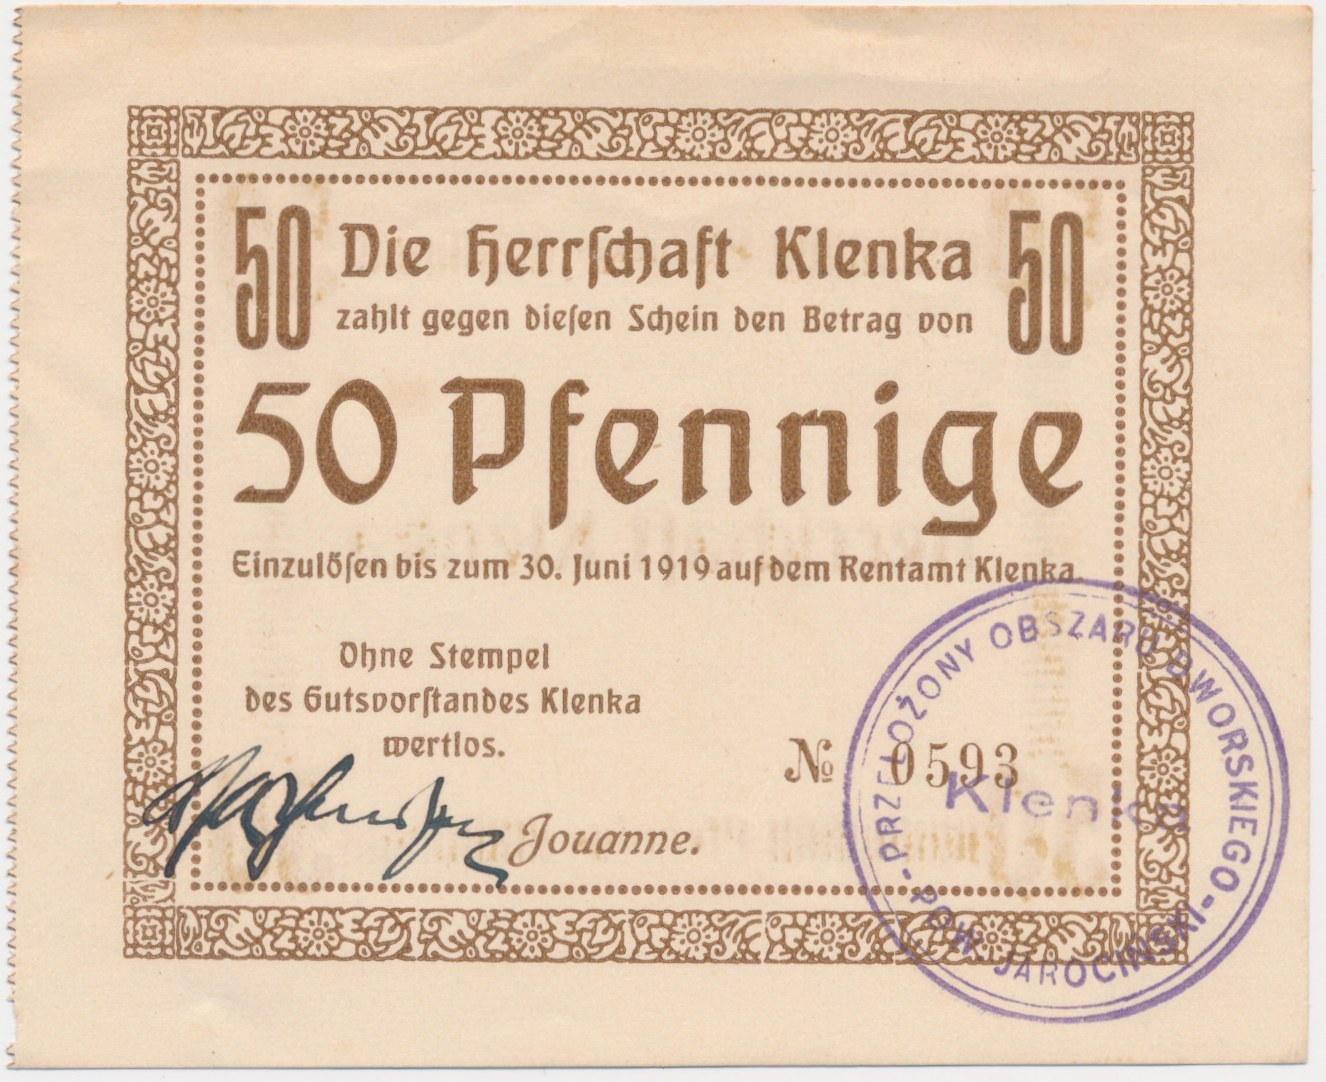 50 Die Herrschaft Klenka 50
zahlt gegen diesen Schein den Betrag von
50 Pfennige
Einzulösen bis zum 30. Juni 1919 auf dem Rentamt Klenka.
Ohne Stempel
des Gutsvorstandes Klenka
wertlos.
№ 0593
Jouanne.
PRZEŁOŻONY OBSZARU DWORSKIEGO
Klenka
- POW. JAROCIŃSKI -